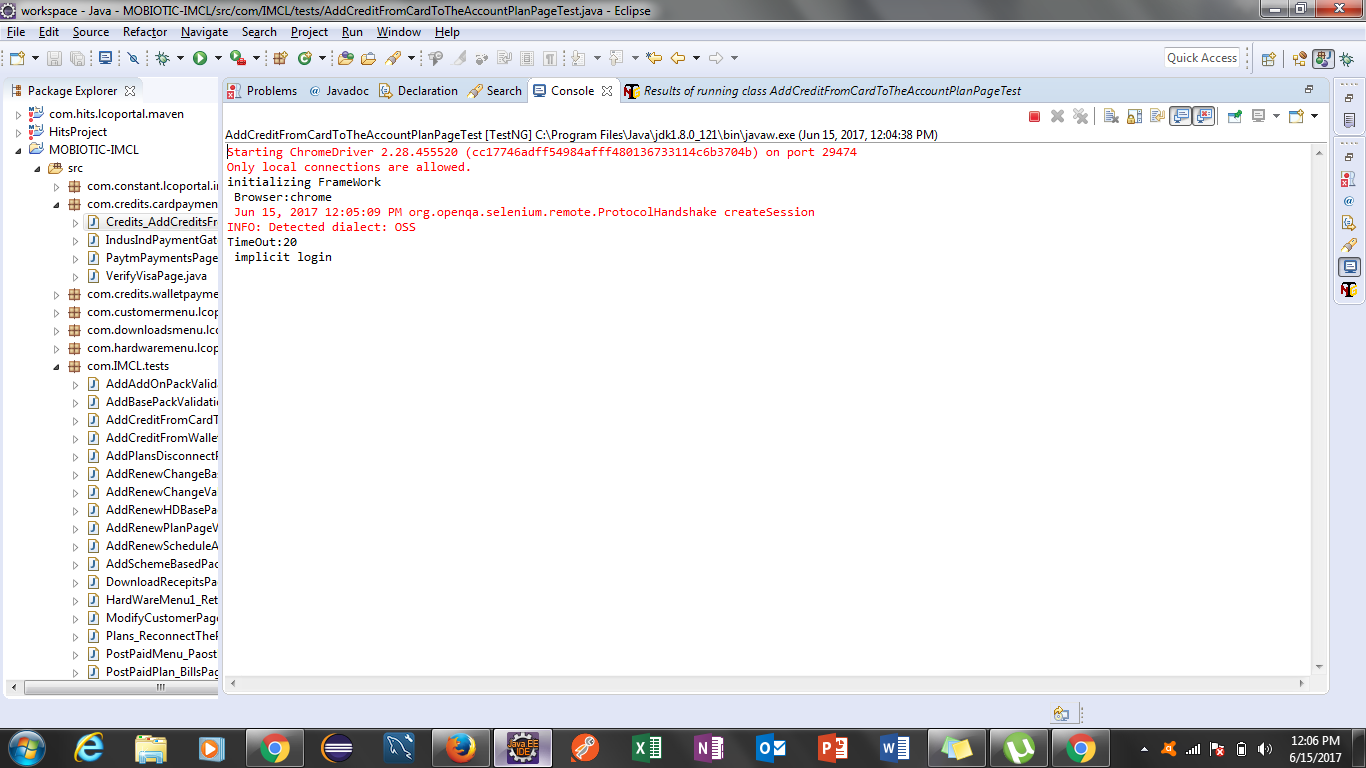 workspace - Java - MOBIOTIC-IMCL/src/com/IMCL/tests/AddCreditFromCardToTheAccountPlanPageTest.java - Eclipse
File Edit Source Refactor Navigate Search Project Run Window Help
Quick Access
Package Explorer
Problems @ Javadoc Declaration Search Console Results of running class AddCreditFromCardToTheAccountPlanPageTest
com.hits.lcoportal.maven
HitsProject
MOBIOTIC-IMCL
src
com.constant.lcoportal.ir
com.credits.cardpaymen
Credits_AddCreditsFr
IndusIndPaymentGat
PaytmPaymentsPage
VerifyVisaPage.java
com.credits.walletpayme
com.customermenu.lcop
com.downloadsmenu.lco
com.hardwaremenu.lcop
com.IMCL.tests
AddAddOnPackValid
AddBasePackValidatio
AddCreditFromCardT
AddCreditFromWalle
AddPlansDisconnectF
AddRenewChangeBa
AddRenewChangeVa
AddRenewHDBasePa
AddRenewPlanPageV
AddRenewScheduleA
AddSchemeBasedPac
DownloadRecepitsPa
HardWareMenu1_Ret
ModifyCustomerPage
Plans_ReconnectTheF
PostPaidMenu_Paost
PostPaidPlan_BillsPag
AddCreditFromCardToTheAccountPlanPageTest [TestNG] C:\Program Files\Java\jdk1.8.0_121\bin\javaw.exe (Jun 15, 2017, 12:04:38 PM)
Starting ChromeDriver 2.28.455520 (cc17746adff54984afff480136733114c6b3704b) on port 29474
Only local connections are allowed.
initializing FrameWork
Browser:chrome
Jun 15, 2017 12:05:09 PM org.openqa.selenium.remote.ProtocolHandshake createSession
INFO: Detected dialect: OSS
TimeOut:20
implicit login
Java EE
IDE
12:06 PM
6/15/2017